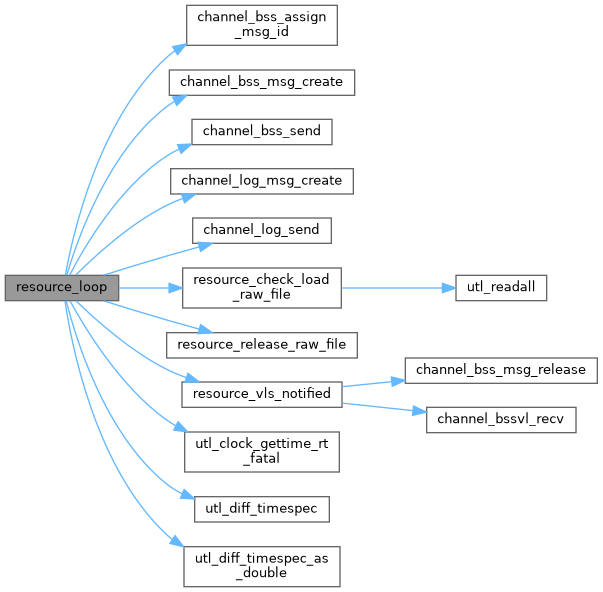 channel_bss_assign
_msg_id
channel_bss_msg_create
channel_bss_send
channel_log_msg_create
channel_log_send
resource_loop
resource_check_load
_raw_file
utl_readall
resource_release_raw_file
resource_vls_notified
channel_bss_msg_release
channel_bssvl_recv
utl_clock_gettime_rt
_fatal
utl_diff_timespec
utl_diff_timespec_as
_double